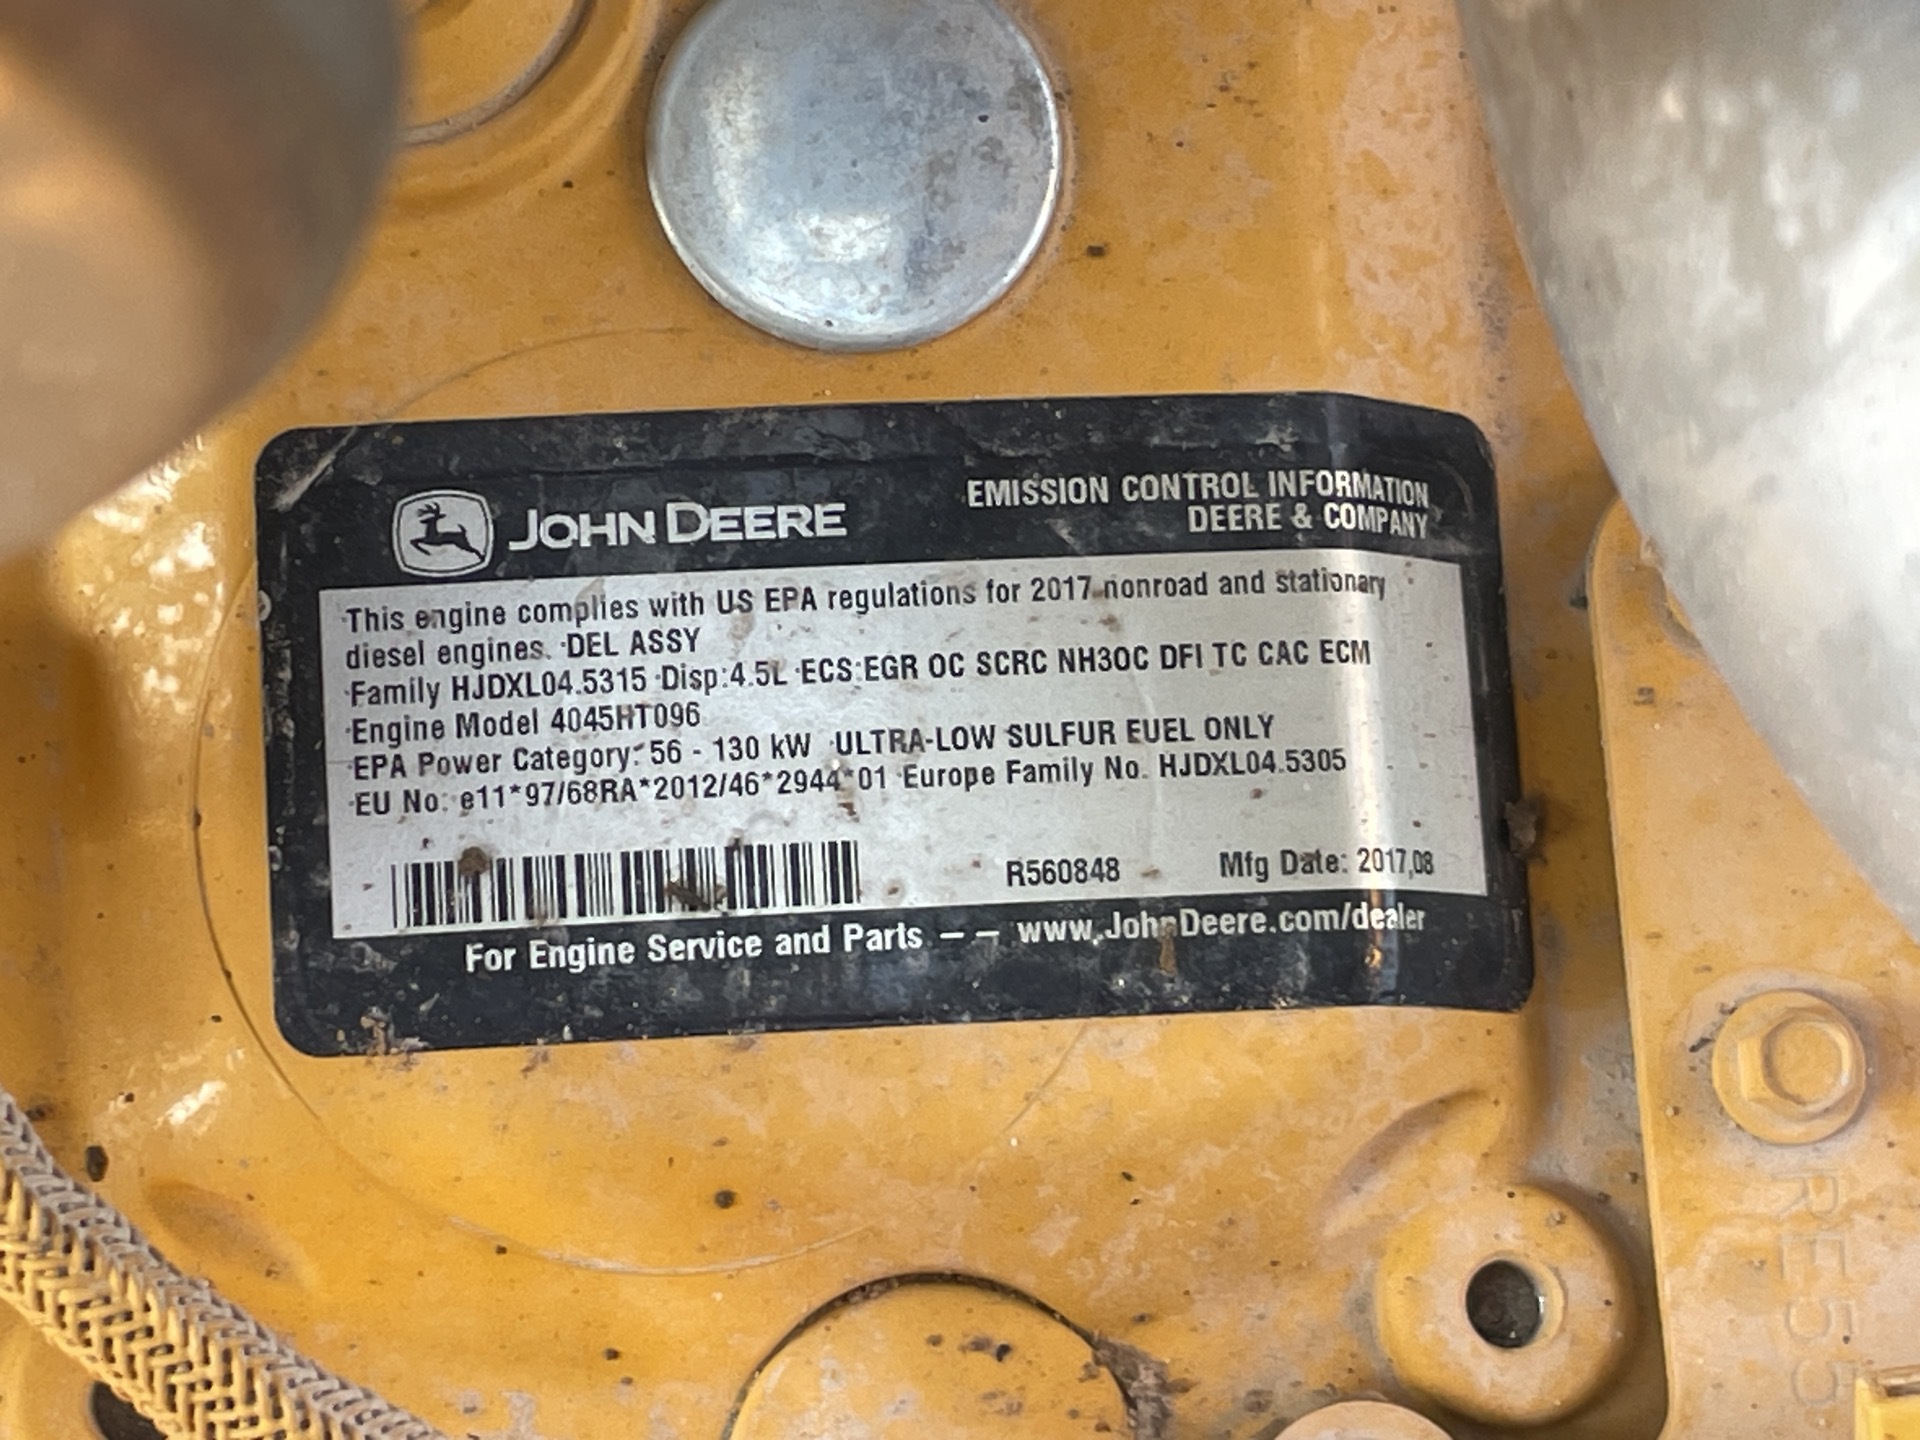 JOHN DEERE
EMISSION CONTROL INFORMATION
DEERE & COMPANY
This engine complies with US EPA regulations for 2017 nonroad and stationary
diesel engines. ·DEL ASSY
·Family HJDXL04.5315 ·Disp:4.5L ·ECS:EGR OC SCRC NH3OC DFI TC CAC ECM
·Engine Model 4045HT096
·EPA Power Category: 56 - 130 kW ·ULTRA-LOW SULFUR FUEL ONLY
·EU No: e11*97/68RA*2012/46*2944*01 ·Europe Family No. HJDXL04.5305
R560848 Mfg Date: 2017,08
For Engine Service and Parts – – www.JohnDeere.com/dealer
RE55